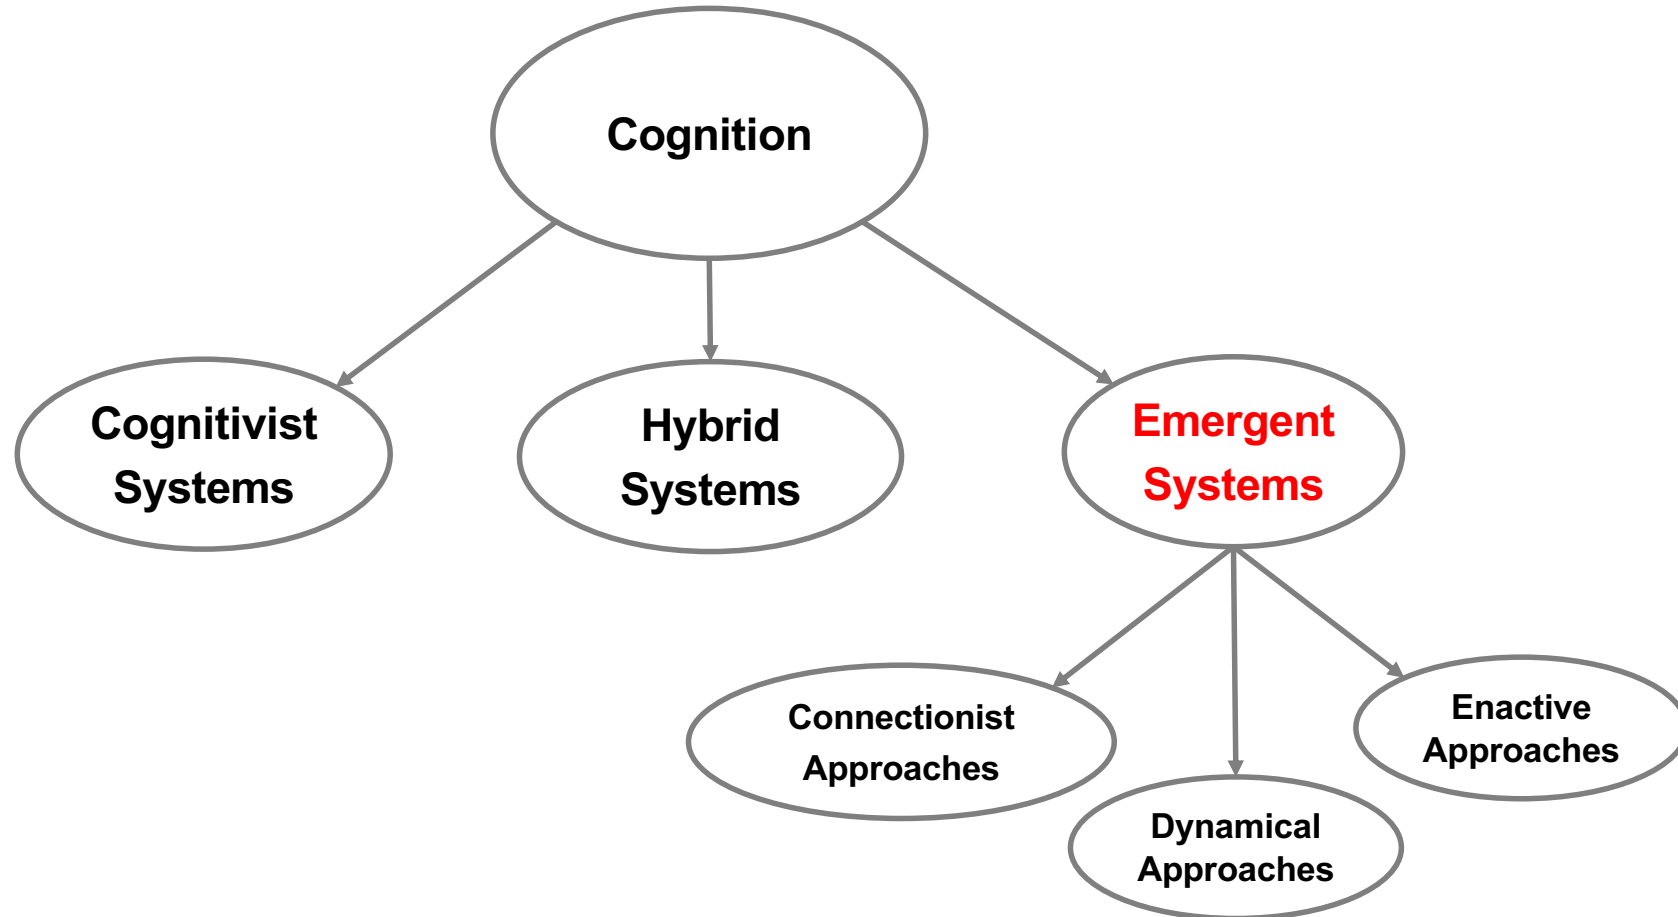 Cognition
Cognitivist
Systems
Hybrid
Systems
Emergent
Systems
Connectionist
Approaches
Dynamical
Approaches
Enactive
Approaches